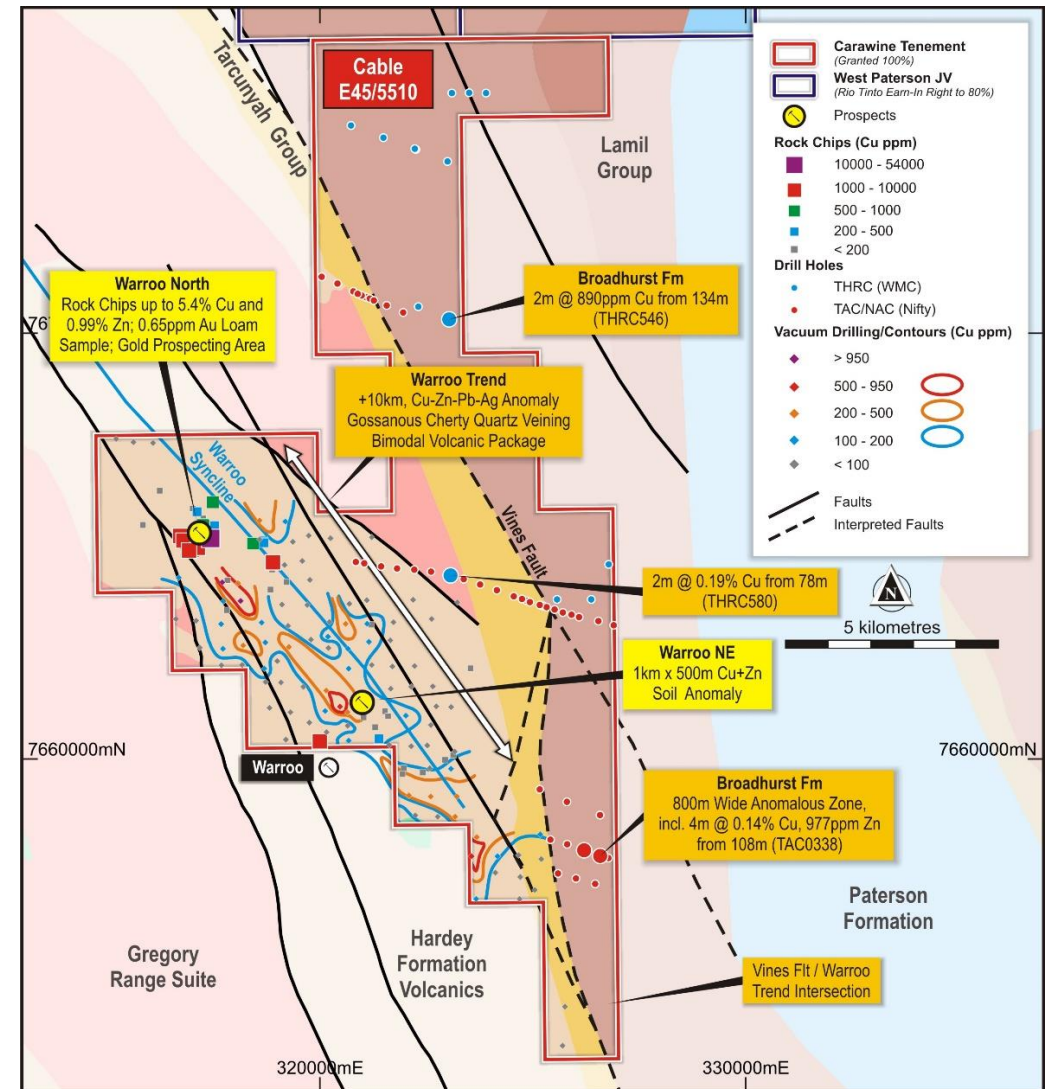 Cable
E45/5510
Tarcunyah Group
Lamil
Group
Carawine Tenement
(Granted 100%)
West Paterson JV
(Rio Tinto Earn-In Right to 80%)
Prospects
Rock Chips (Cu ppm)
10000 - 54000
1000 - 10000
500 - 1000
200 - 500
< 200
Drill Holes
THRC (WMC)
TAC/NAC (Nifty)
Vacuum Drilling/Contours (Cu ppm)
> 950
500 - 950
200 - 500
100 - 200
< 100
Faults
Interpreted Faults
N
5 kilometres
Warroo North
Rock Chips up to 5.4% Cu and
0.99% Zn; 0.65ppm Au Loam
Sample; Gold Prospecting Area
Broadhurst Fm
2m @ 890ppm Cu from 134m
(THRC546)
Warroo Trend
+10km, Cu-Zn-Pb-Ag Anomaly
Gossanous Cherty Quartz Veining
Bimodal Volcanic Package
Warroo
Syncline
Vines Fault
2m @ 0.19% Cu from 78m
(THRC580)
Warroo NE
1km x 500m Cu+Zn
Soil Anomaly
7660000mN
7660000mN
Warroo
Broadhurst Fm
800m Wide Anomalous Zone,
incl. 4m @ 0.14% Cu, 977ppm Zn
from 108m (TAC0338)
Paterson
Formation
Gregory
Range Suite
Hardey
Formation
Volcanics
Vines Flt / Warroo
Trend Intersection
320000mE
330000mE